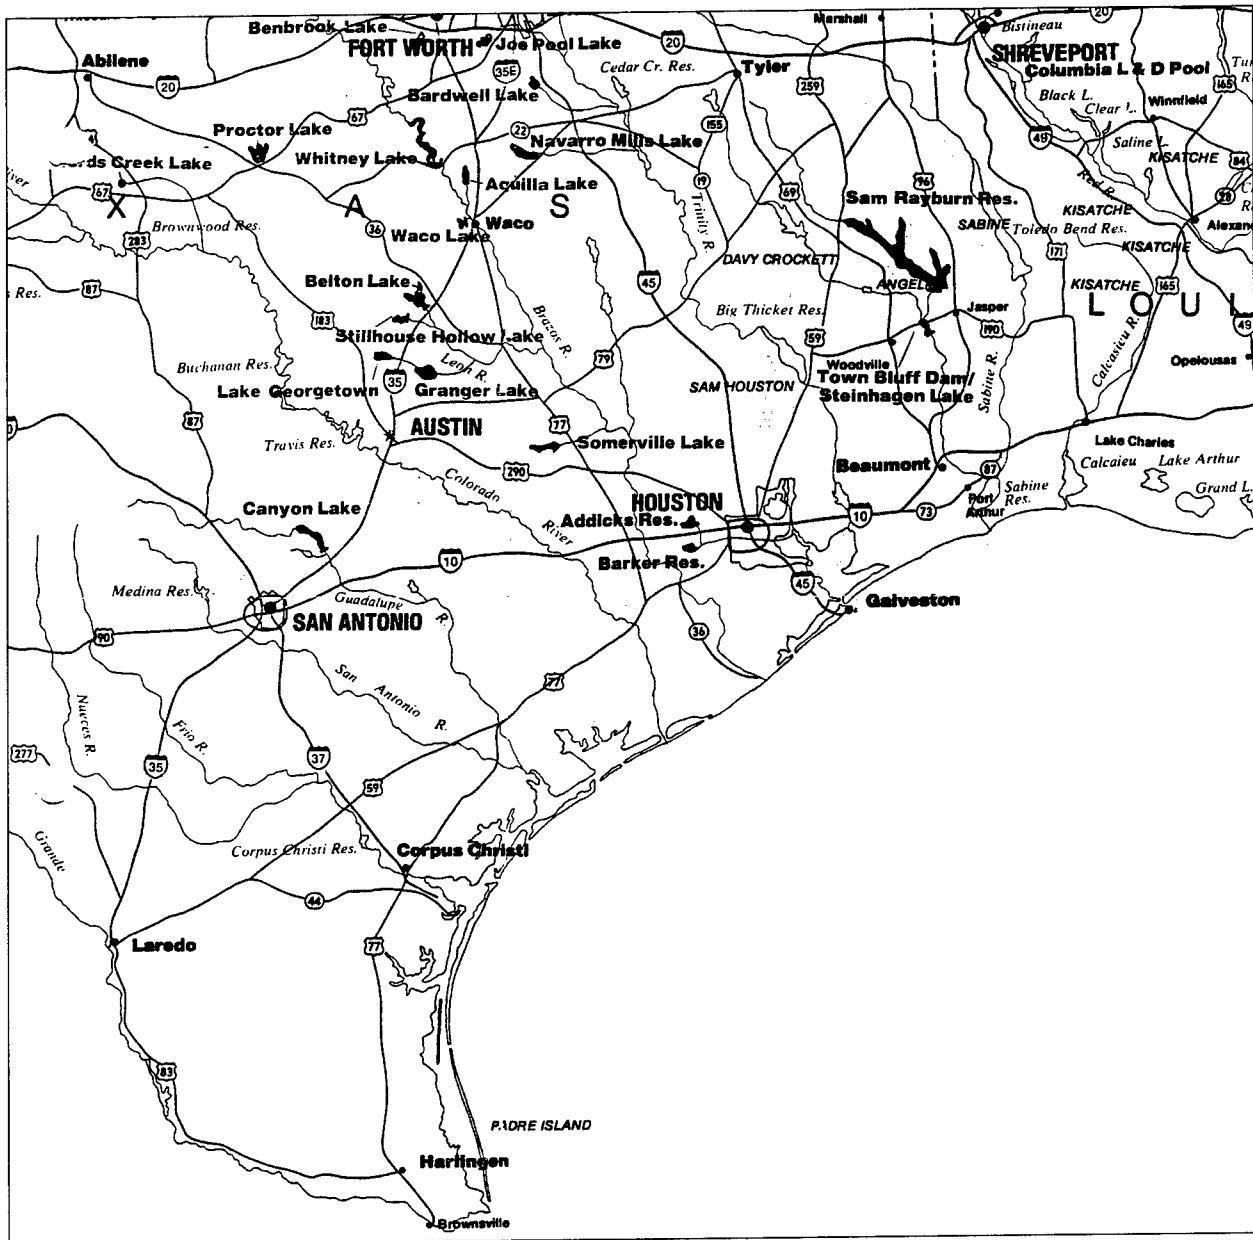 Benbrook Lake
FORT WORTH
Joe Pool Lake
20
Marshall
Bistineau
20
SHREVEPORT
Columbia L & D Pool
Abilene
20
35E
Bardwell Lake
Cedar Cr. Res.
Tyler
259
Black L.
Clear L.
Winnfield
165
Proctor Lake
67
22
Navarro Mills Lake
155
49
Saline L.
KISATCHE
84
ds Creek Lake
Whitney Lake
Aquilla Lake
19
69
96
Red R.
28
67
X
A
S
Sam Rayburn Res.
KISATCHE
Brownwood Res.
36
Waco
Trinity R.
SABINE
Toledo Bend Res.
283
Waco Lake
DAVY CROCKETT
171
KISATCHE
87
Belton Lake
45
ANGEL
KISATCHE
165
s Res.
183
Brazos R.
Big Thicket Res.
Jasper
LOU
Stillhouse Hollow Lake
59
190
49
Buchanan Res.
Leon R.
79
Woodville
Sabine R.
Calcasieu R.
Opelousas
Lake Georgetown
35
Granger Lake
SAM HOUSTON
Town Bluff Dam/
Steinhagen Lake
87
AUSTIN
77
Travis Res.
Somerville Lake
Lake Charles
290
Beaumont
87
Calcaieu
Lake Arthur
Colorado
River
HOUSTON
Port
Arthur
Sabine
Res.
Grand L.
Canyon Lake
Addicks Res.
10
73
10
Barker Res.
45
Medina Res.
Guadalupe
R.
Galveston
90
SAN ANTONIO
36
San Antonio R.
77
Nueces R.
Frio R.
277
35
37
59
Grande
Corpus Christi Res.
Corpus Christi
44
Laredo
77
83
PADRE ISLAND
Harlingen
Brownsville